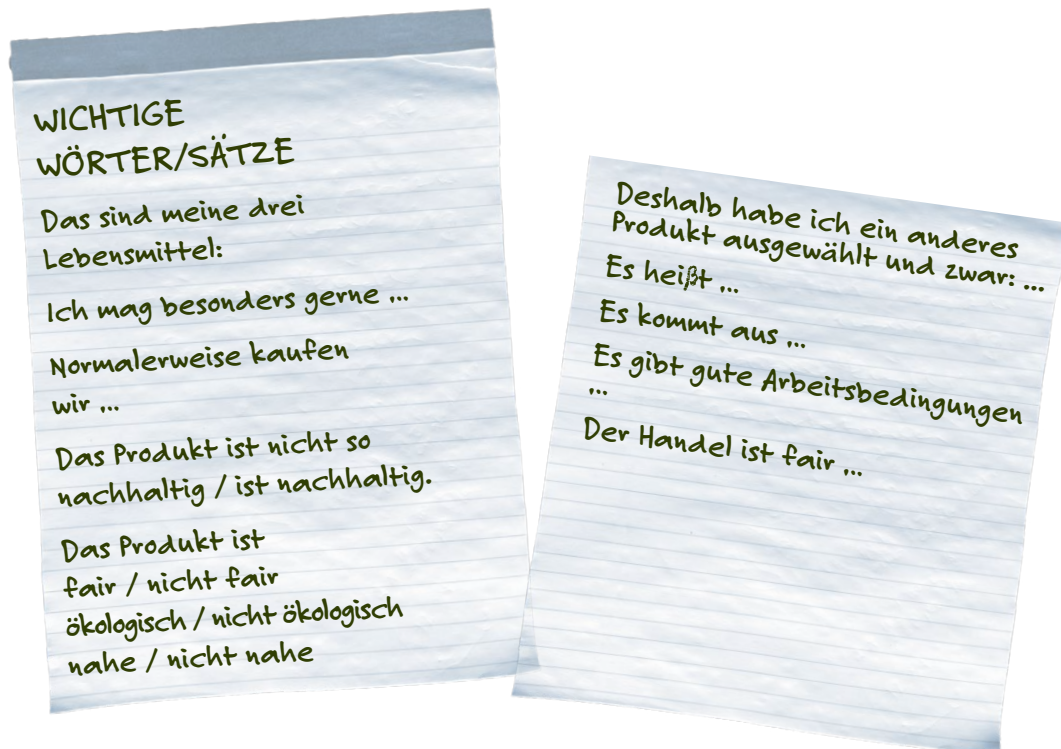 WICHTIGE
WÖRTER/SÄTZE
Das sind meine drei
Lebensmittel:
Ich mag besonders gerne ...
Normalerweise kaufen
wir ...
Das Produkt ist nicht so
nachhaltig / ist nachhaltig.
Das Produkt ist
fair / nicht fair
ökologisch / nicht ökologisch
nahe / nicht nahe
Deshalb habe ich ein anderes
Produkt ausgewählt und zwar: ...
Es heißt ...
Es kommt aus ...
Es gibt gute Arbeitsbedingungen
...
Der Handel ist fair ...